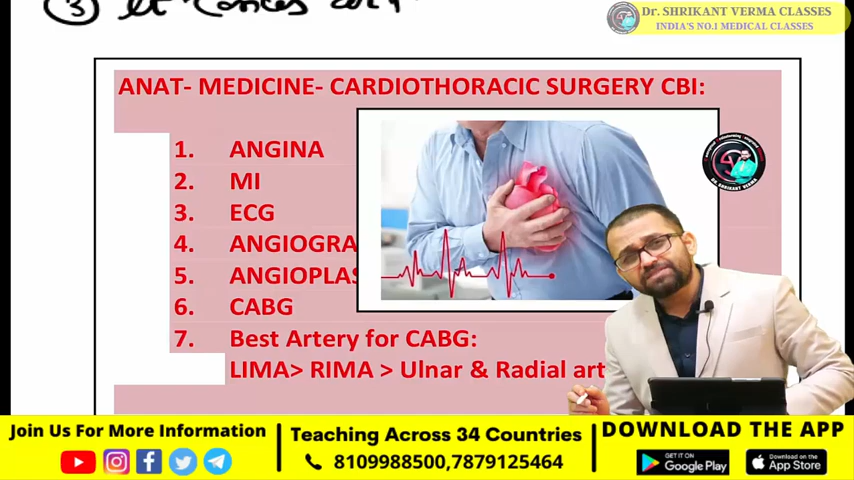 Dr. SHRIKANT VERMA CLASSES
INDIA'S NO.1 MEDICAL CLASSES
3
ANAT- MEDICINE- CARDIOTHORACIC SURGERY CBI:
1. ANGINA
2. MI
3. ECG
4. ANGIOGRA
5. ANGIOPLAS
6. CABG
7. Best Artery for CABG:
LIMA> RIMA > Ulnar & Radial art
Join Us For More Information
Teaching Across 34 Countries
8109988500,7879125464
DOWNLOAD THE APP
GET IT ON
Google Play
Download on the
App Store